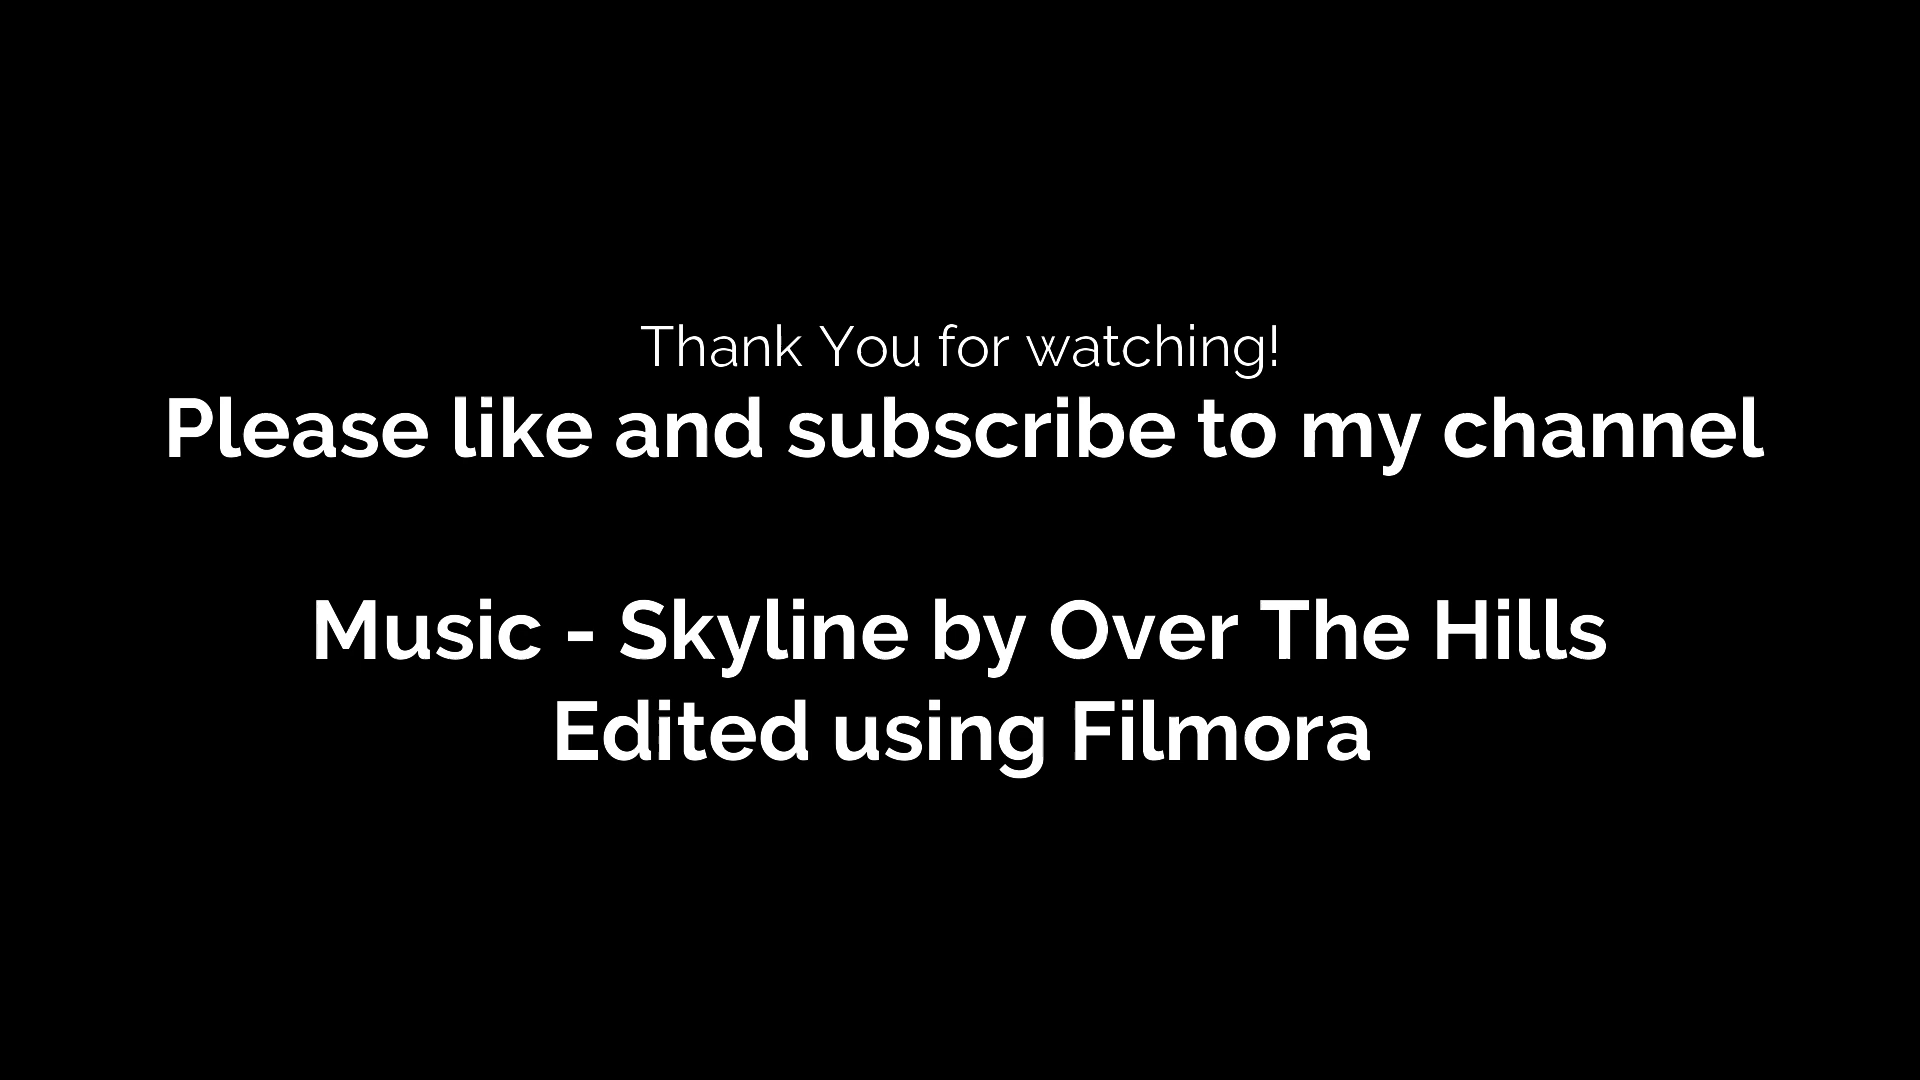 Thank You for watching!
Please like and subscribe to my channel
Music - Skyline by Over The Hills
Edited using Filmora